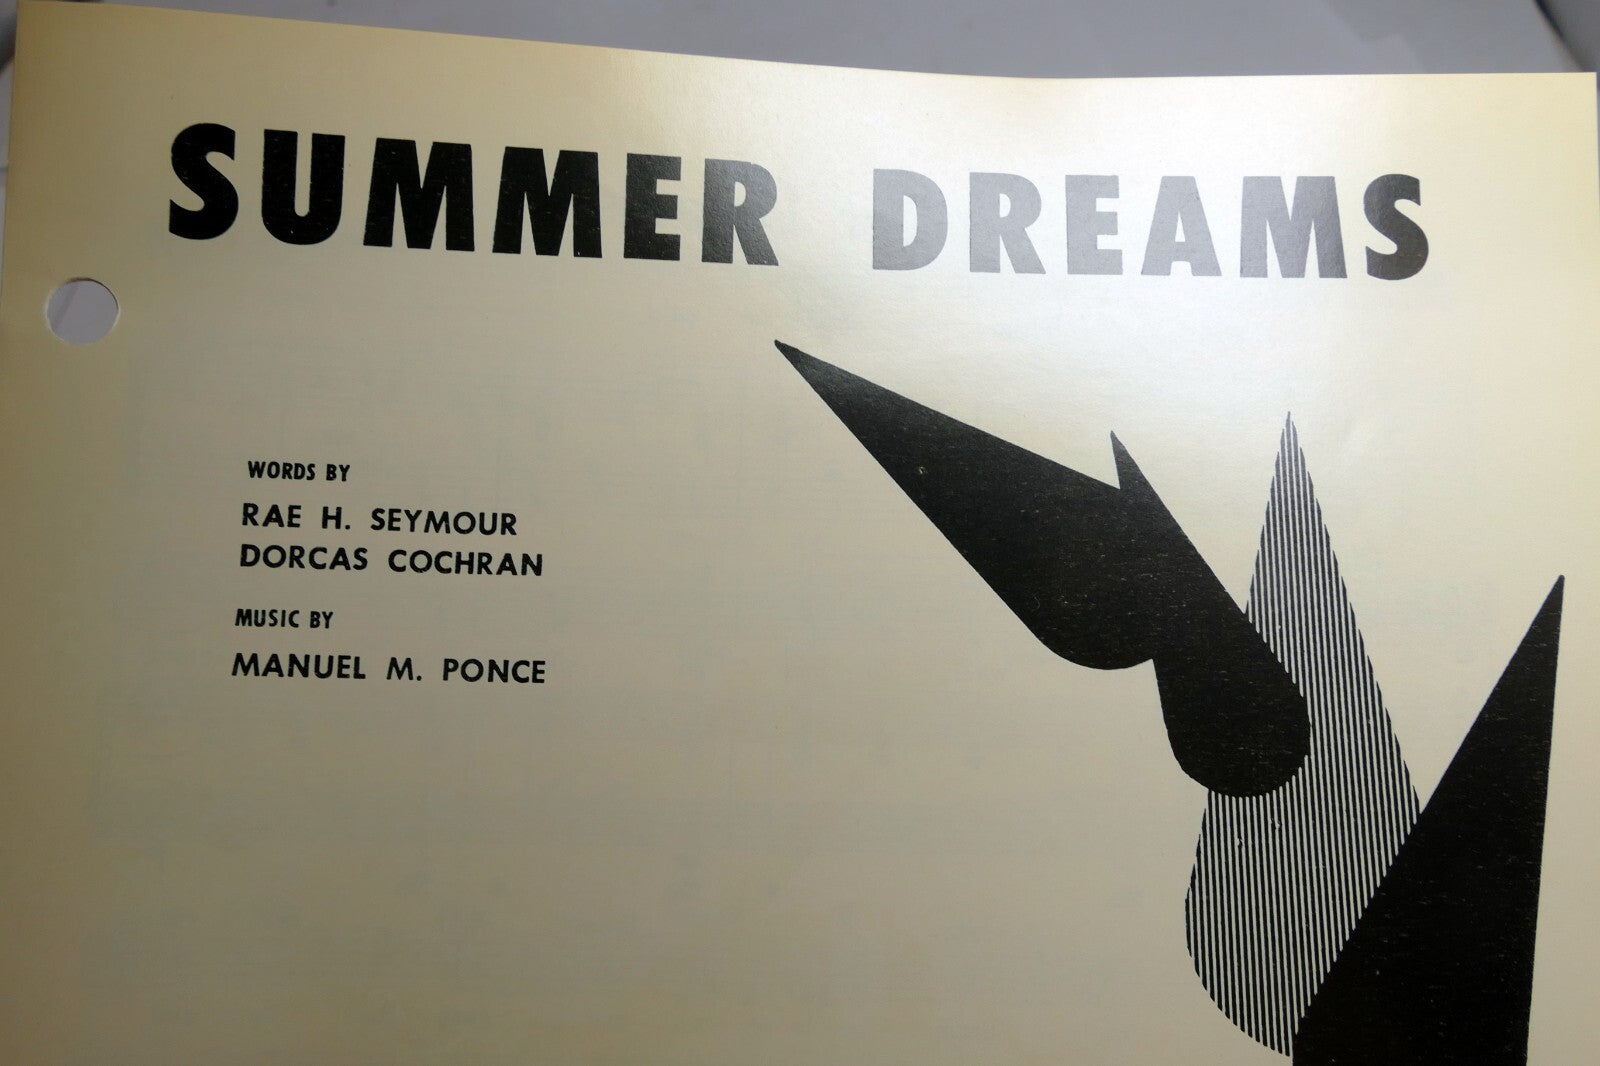 SUMMER DREAMS
WORDS BY
RAE H. SEYMOUR
DORCAS COCHRAN
MUSIC BY
MANUEL M. PONCE